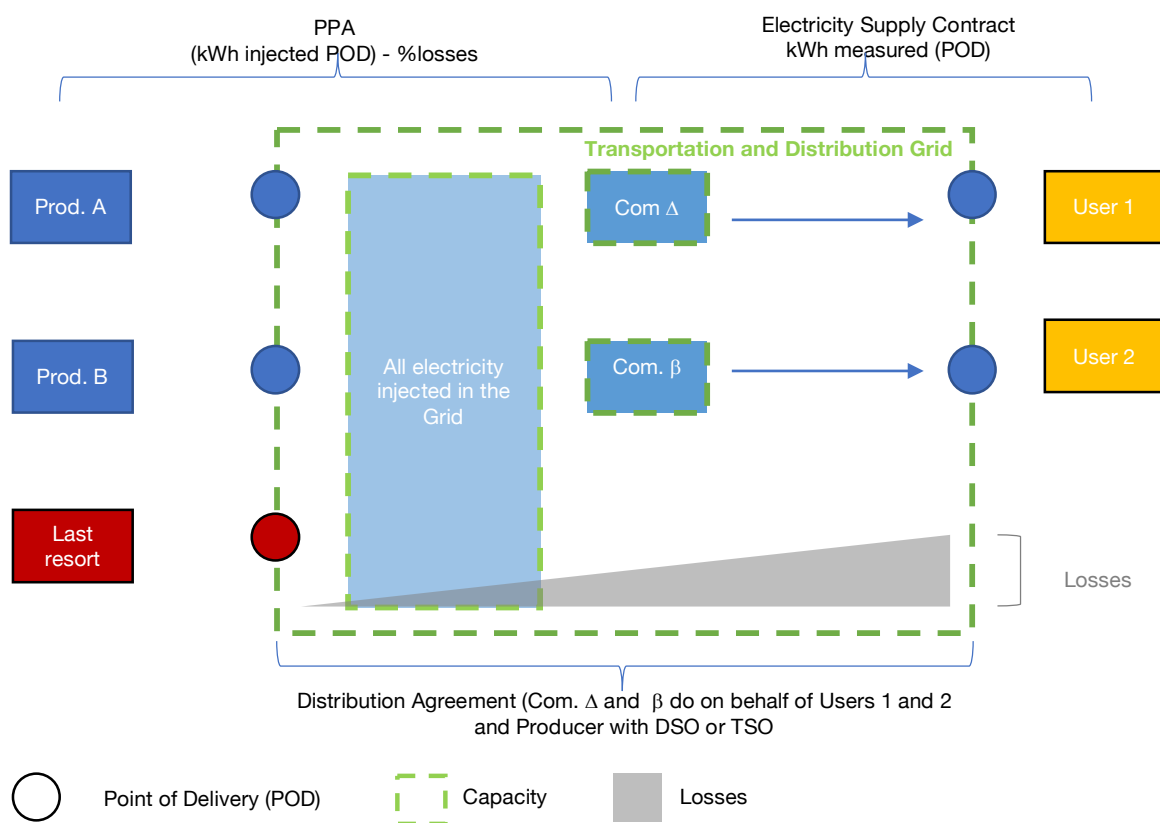 PPA
(kWh injected POD) - %losses
Electricity Supply Contract
kWh measured (POD)
Transportation and Distribution Grid
Prod. A
Com Δ
User 1
Prod. B
All electricity
injected in the
Grid
Com. β
User 2
Last
resort
Losses
Distribution Agreement (Com. Δ and β do on behalf of Users 1 and 2
and Producer with DSO or TSO
Point of Delivery (POD)
Capacity
Losses